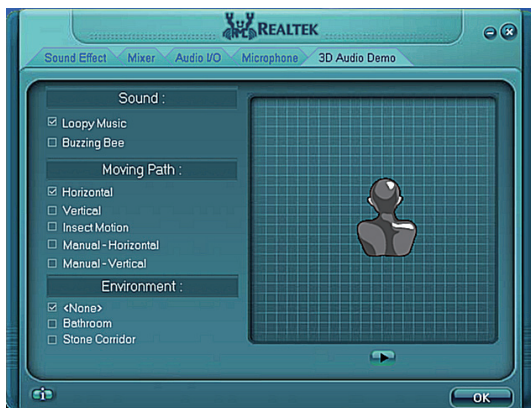 REALTEK
Sound Effect Mixer Audio I/O Microphone 3D Audio Demo
Sound :
Loopy Music
Buzzing Bee
Moving Path :
Horizontal
Vertical
Insect Motion
Manual - Horizontal
Manual - Vertical
Environment :
<None>
Bathroom
Stone Corridor
i
OK